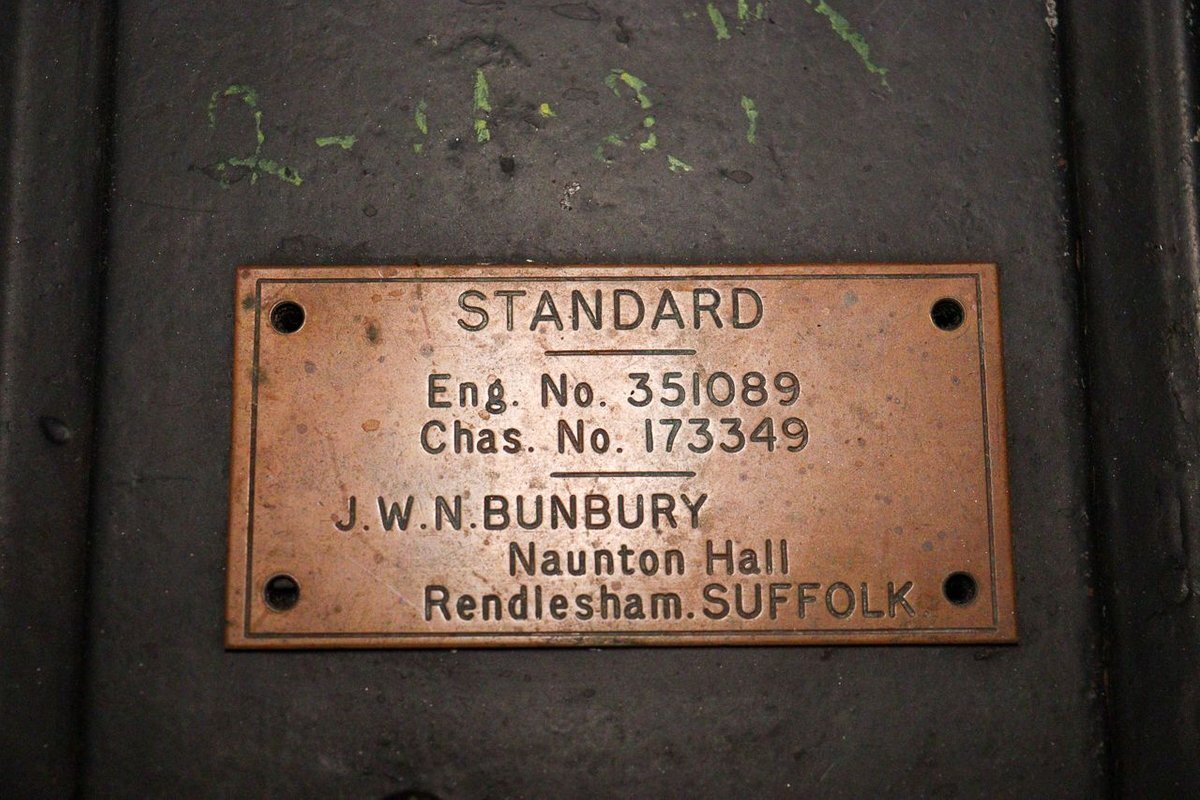 STANDARD
Eng. No. 351089
Chas. No. 173349
J.W.N.BUNBURY
Naunton Hall
Rendlesham.SUFFOLK.